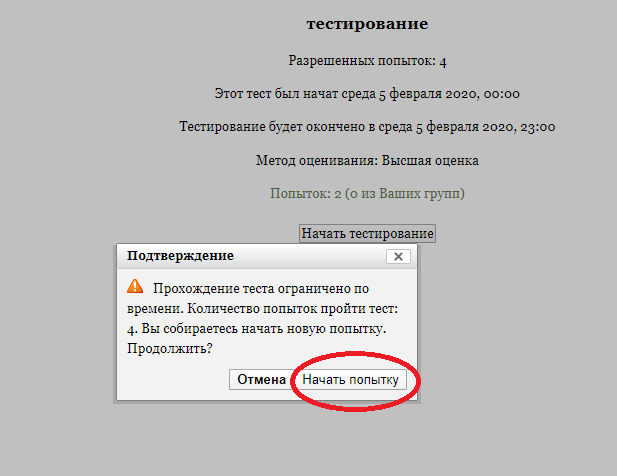 тестирование
Разрешенных попыток: 4
Этот тест был начат среда 5 февраля 2020, 00:00
Тестирование будет окончено в среда 5 февраля 2020, 23:00
Метод оценивания: Высшая оценка
Попыток: 2 (0 из Ваших групп)
Начать тестирование
Подтверждение
Прохождение теста ограничено по
времени. Количество попыток пройти тест:
4. Вы собираетесь начать новую попытку.
Продолжить?
Отмена Начать попытку